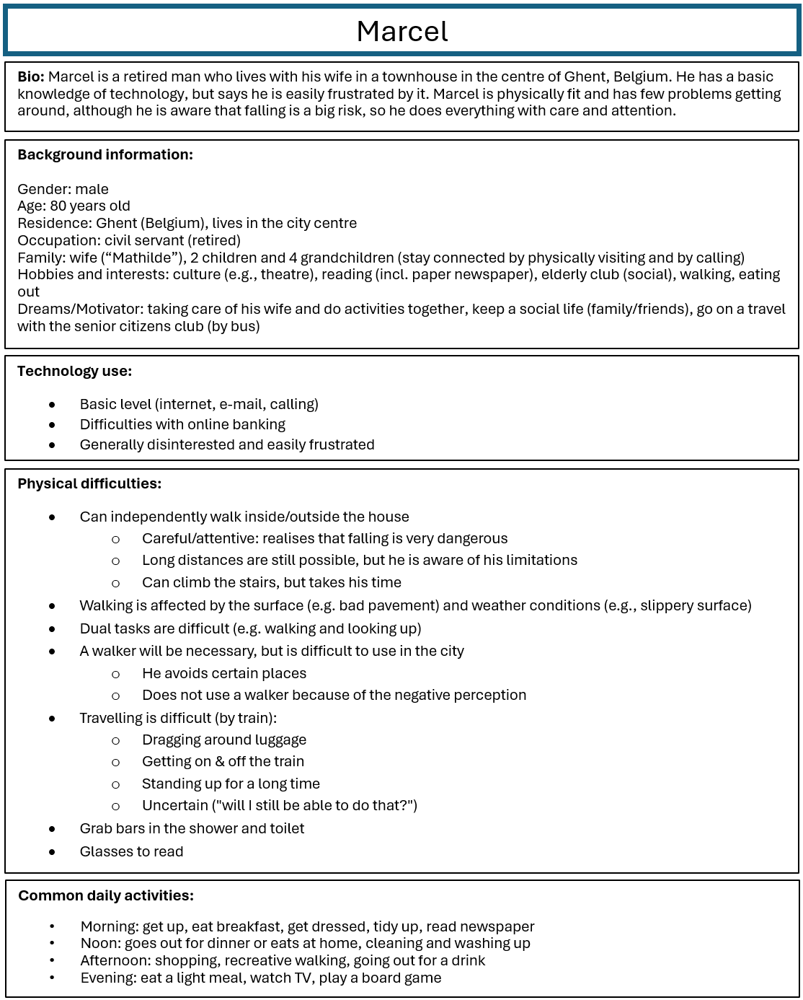 Marcel
Bio: Marcel is a retired man who lives with his wife in a townhouse in the centre of Ghent, Belgium. He has a basic
knowledge of technology, but says he is easily frustrated by it. Marcel is physically fit and has few problems getting
around, although he is aware that falling is a big risk, so he does everything with care and attention.
Background information:
Gender: male
Age: 80 years old
Residence: Ghent (Belgium), lives in the city centre
Occupation: civil servant (retired)
Family: wife (“Mathilde”), 2 children and 4 grandchildren (stay connected by physically visiting and by calling)
Hobbies and interests: culture (e.g., theatre), reading (incl. paper newspaper), elderly club (social), walking, eating
out
Dreams/Motivator: taking care of his wife and do activities together, keep a social life (family/friends), go on a travel
with the senior citizens club (by bus)
Technology use:
• Basic level (internet, e-mail, calling)
• Difficulties with online banking
• Generally disinterested and easily frustrated
Physical difficulties:
• Can independently walk inside/outside the house
o Careful/attentive: realises that falling is very dangerous
o Long distances are still possible, but he is aware of his limitations
o Can climb the stairs, but takes his time
• Walking is affected by the surface (e.g. bad pavement) and weather conditions (e.g., slippery surface)
• Dual tasks are difficult (e.g. walking and looking up)
• A walker will be necessary, but is difficult to use in the city
o He avoids certain places
o Does not use a walker because of the negative perception
• Travelling is difficult (by train):
o Dragging around luggage
o Getting on & off the train
o Standing up for a long time
o Uncertain ("will I still be able to do that?")
• Grab bars in the shower and toilet
• Glasses to read
Common daily activities:
• Morning: get up, eat breakfast, get dressed, tidy up, read newspaper
• Noon: goes out for dinner or eats at home, cleaning and washing up
• Afternoon: shopping, recreative walking, going out for a drink
• Evening: eat a light meal, watch TV, play a board game